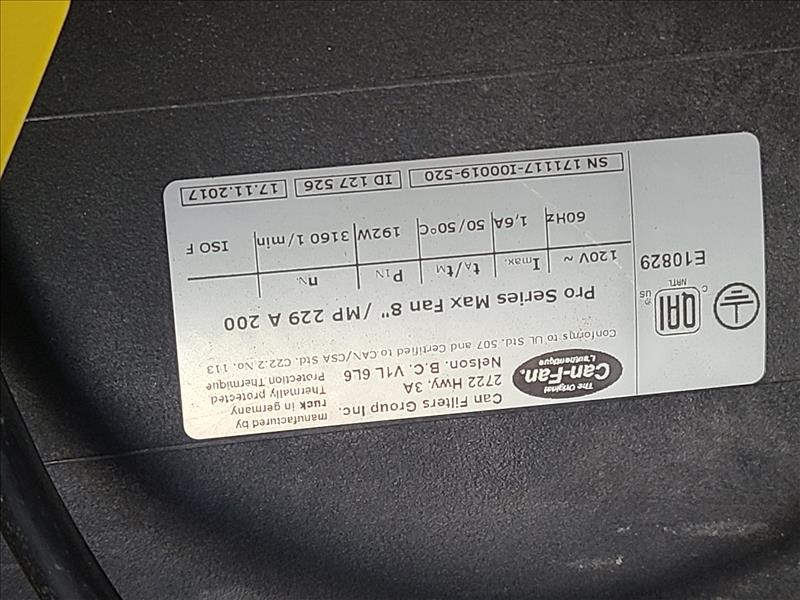 The Original
Can-Fan.
L'authentique
Can Filters Group Inc.
2722 Hwy. 3A
Nelson. B.C. V1L 6L6
manufactured by
ruck in germany
Thermally protected
Protection Thermique
Conforms to UL Std. 507 and Certified to CAN/CSA Std. C22.2 No. 113
Pro Series Max Fan 8" / MP 229 A 200
120V ~ Imax. tA/tM PIN nN
60Hz 1,6A 50/50°C 192W 3160 1/min ISO F
SN 171117-I00019-520 ID 127 526 17.11.2017
QAI
C US
NRTL
E10829